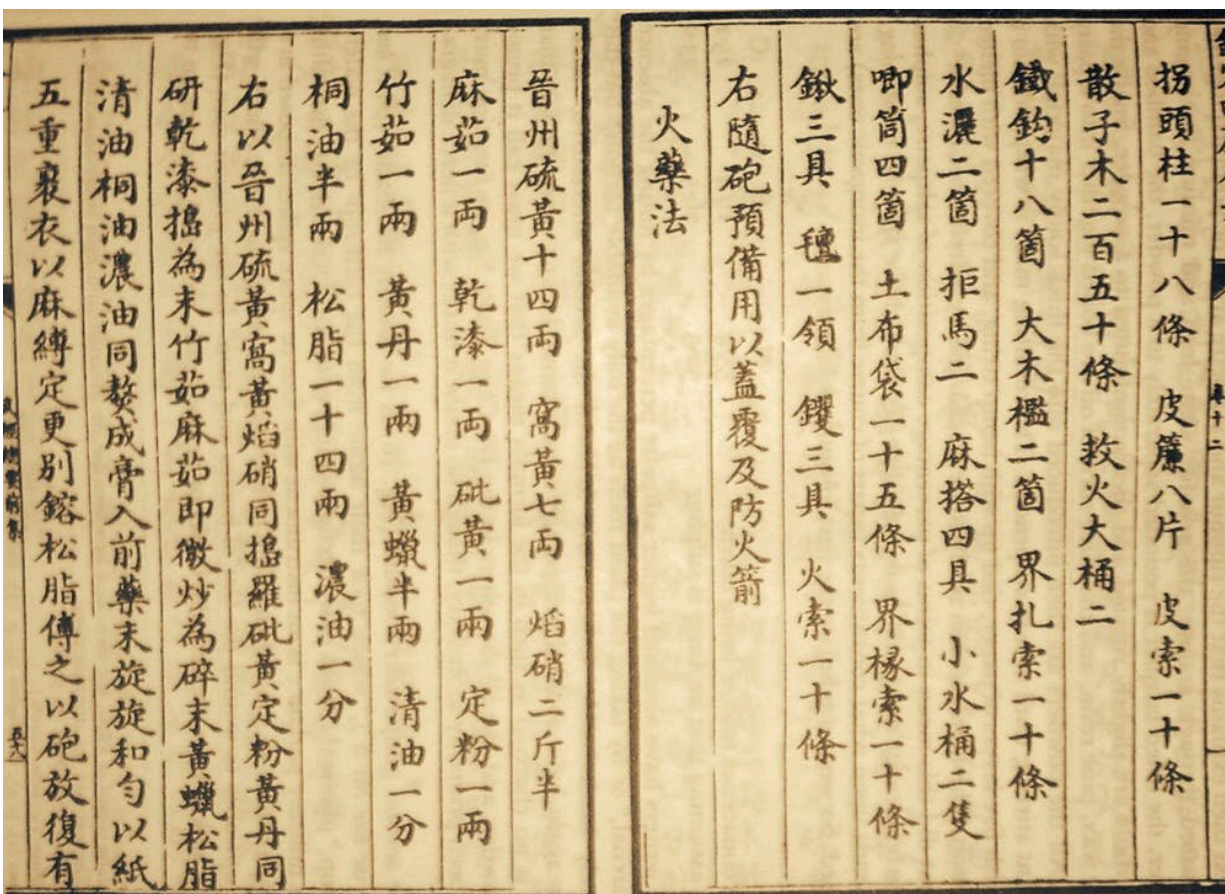 拐頭柱一十八條　皮簾八片　皮索一十條
散子木二百五十條　救火大桶二
鐵鈎十八箇　大木檻二箇　界扎索一十條
水濃二箇　拒馬二　麻搭四具　小水桶二隻
唧筒四箇　土布袋一十五條　界椽索一十條
鍬三具　氊一領　钁三具　火索一十條
右隨砲預備用以蓋覆及防火箭
火藥法
晉州硫黃十四兩　窩黃七兩　焰硝二斤半
麻茹一兩　乾漆一兩　砒黃一兩　定粉一兩
竹茹一兩　黃丹一兩　黃蠟半兩　清油一分
桐油半兩　松脂一十四兩　濃油一分
右以晉州硫黃窩黃焰硝同搗羅砒黃定粉黃丹同
研乾漆搗為末竹茹麻茹即微炒為碎末黃蠟松脂
清油桐油濃油同熬成膏入前藥末旋旋和勻以紙
五重裹衣以麻縛定更別鎔松脂傅之以砲放復有
卷十二
武經總要前集